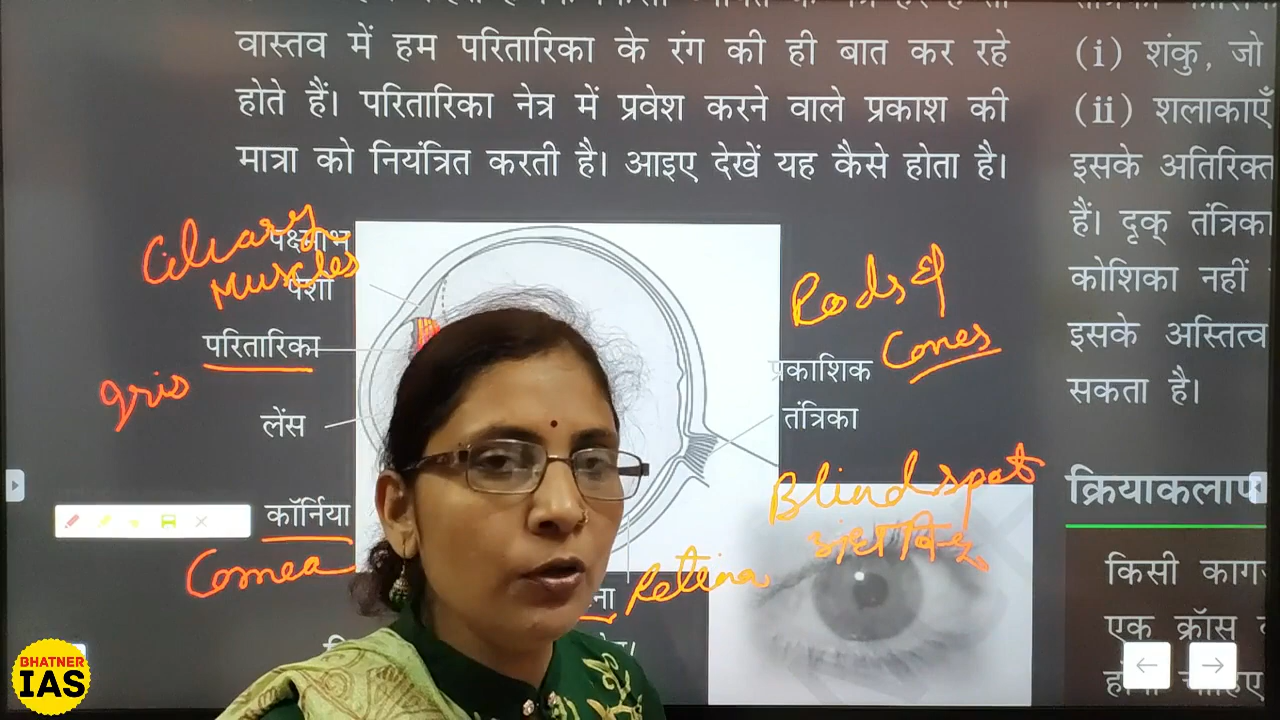 वास्तव में हम परितारिका के रंग की ही बात कर रहे
होते हैं। परितारिका नेत्र में प्रवेश करने वाले प्रकाश की
मात्रा को नियंत्रित करती है। आइए देखें यह कैसे होता है।
(i) शंकु, जो
(ii) शलाकाएँ
इसके अतिरिक्त
हैं। दृक् तंत्रिका
कोशिका नहीं
इसके अस्तित्व
सकता है।
Ciliary
Muscles
पक्ष्माभ
पेशी
परितारिका
Iris
लेंस
कॉर्निया
Cornea
Rods &
Cones
प्रकाशिक
तंत्रिका
Blind spot
अंधा बिंदु
Retina
क्रियाकलाप
किसी कागज़
एक क्रॉस
BHATNER
IAS